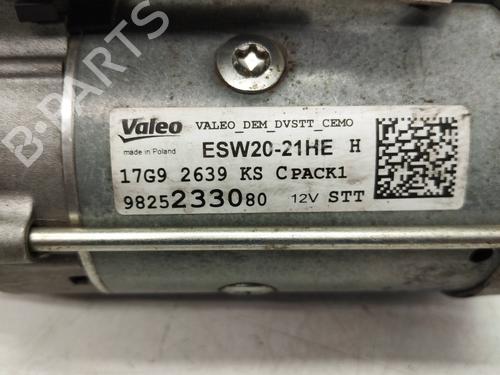 Valeo VALEO_DEM_DVSTT_CEMO
made in Poland ESW20-21HE H
17G9 2639 KS CPACK1
9825233080 12V STT
B-PARTS